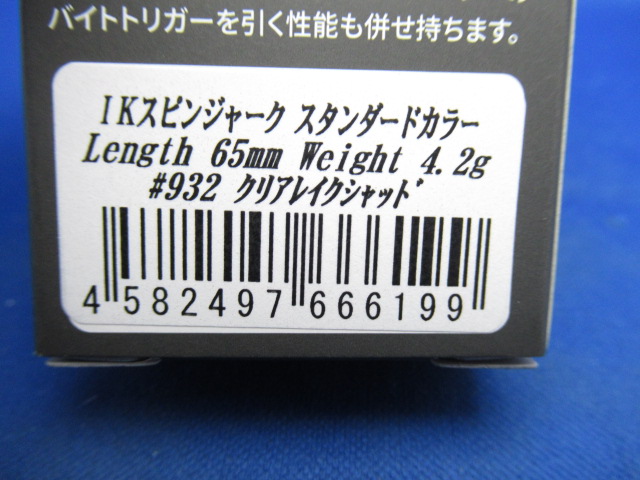 バイトトリガーを引く性能も併せ持ちます。
IKスピンジャーク スタンダードカラー
Length 65mm Weight 4.2g
#932 クリアレイクシャッド
4 582497 666199